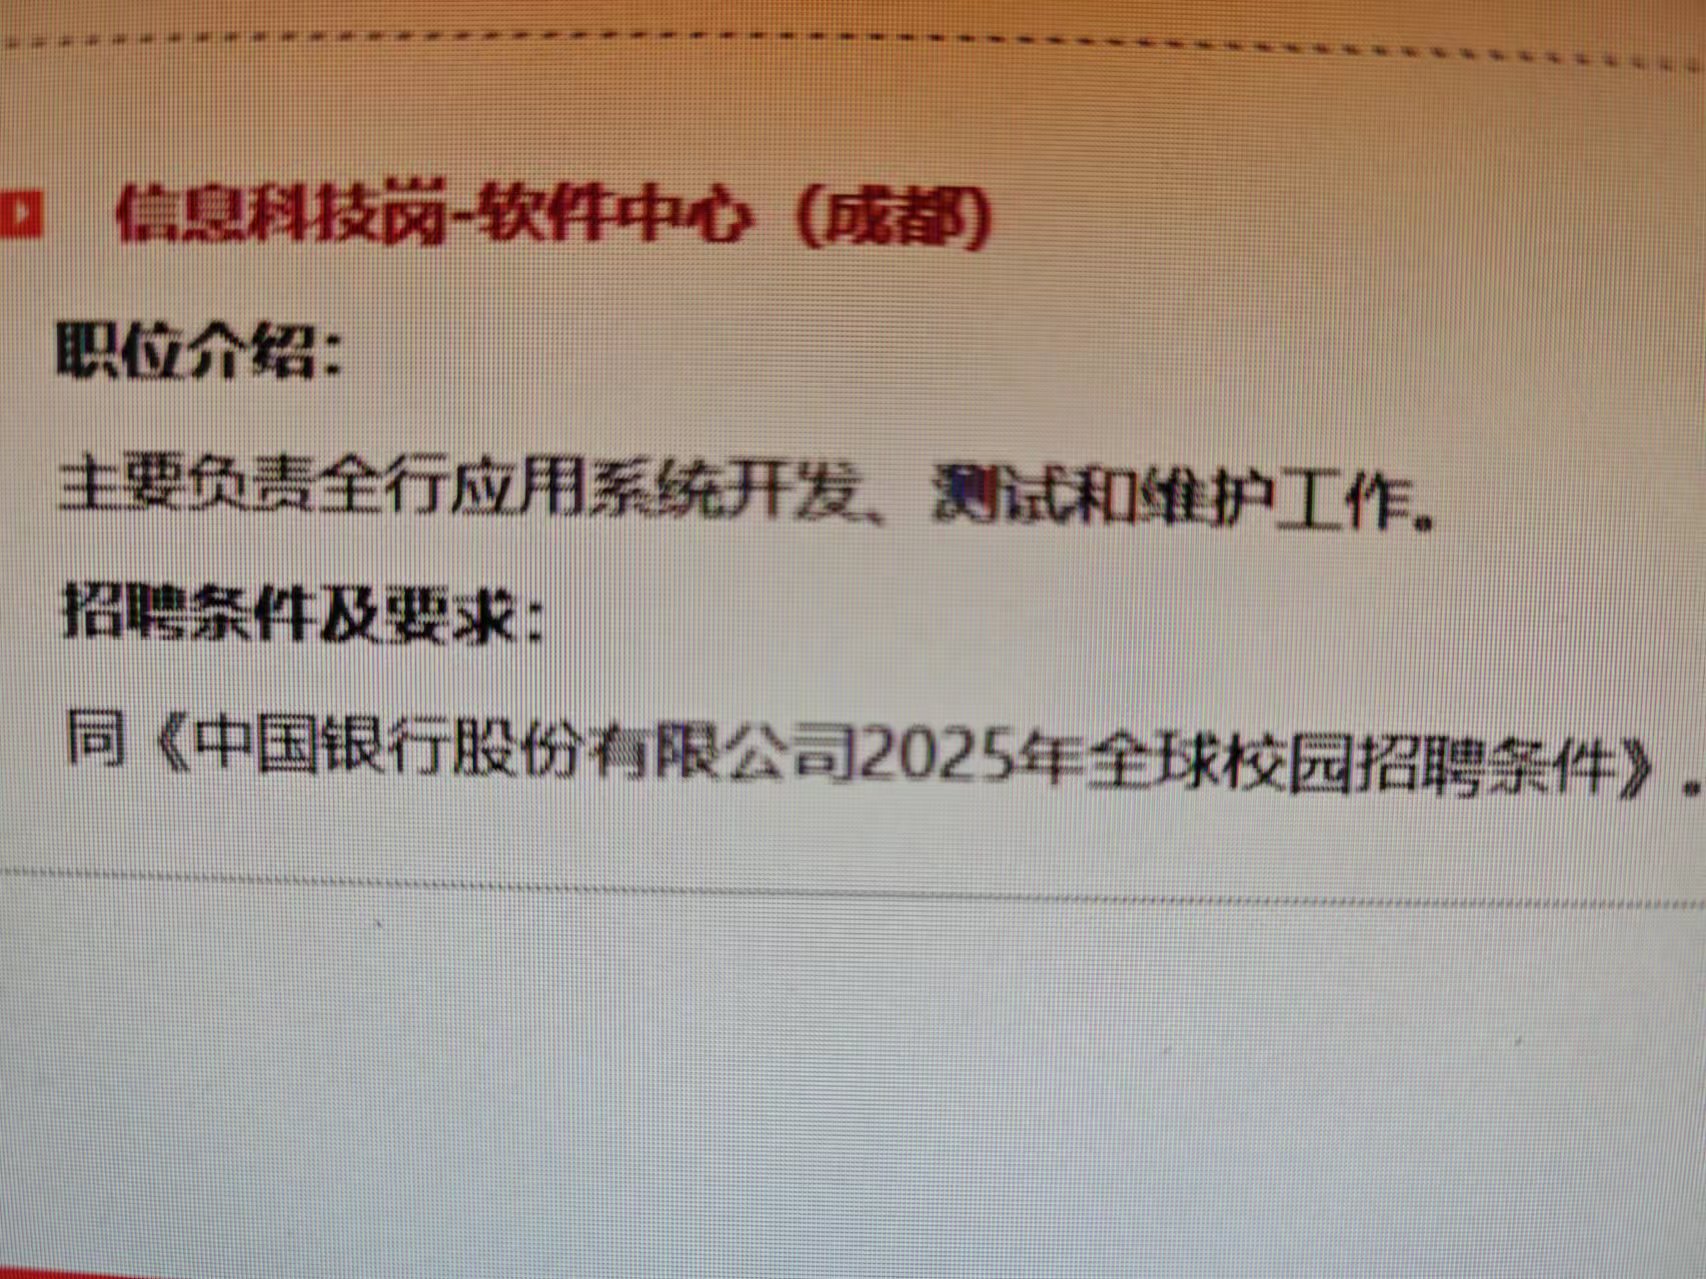 信息科技岗-软件中心（成都）
职位介绍：
主要负责全行应用系统开发、测试和维护工作。
招聘条件及要求：
同《中国银行股份有限公司2025年全球校园招聘条件》。